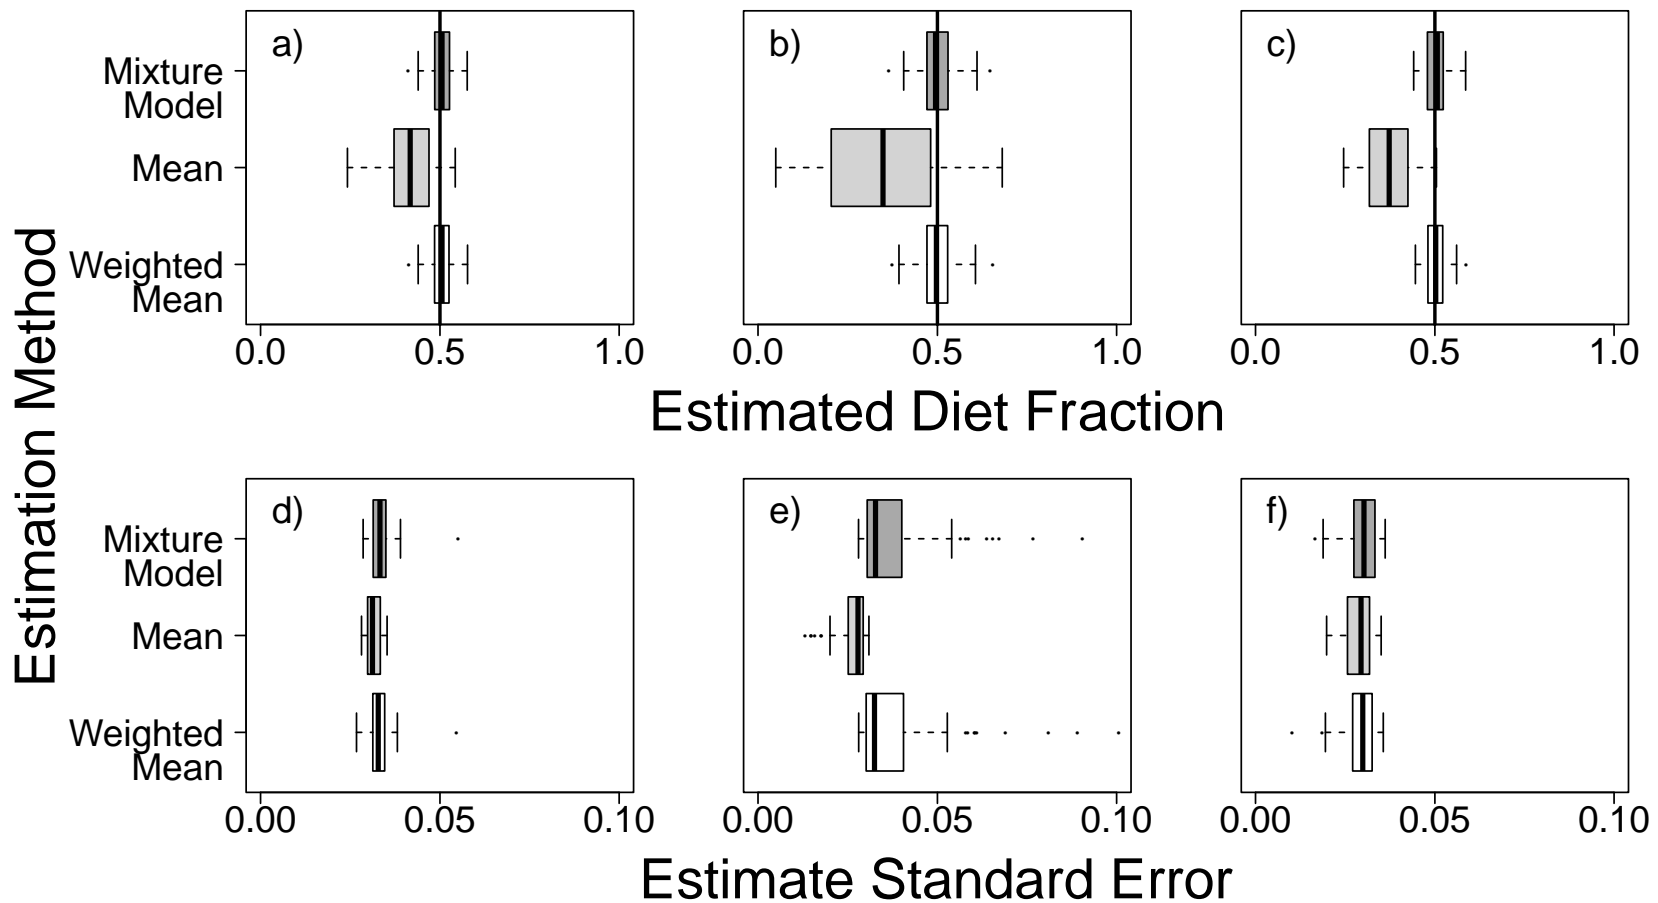 Estimation Method
a)
b)
c)
Mixture
Model
Mean
Weighted
Mean
0.0 0.5 1.0
0.0 0.5 1.0
0.0 0.5 1.0
Estimated Diet Fraction
d)
e)
f)
Mixture
Model
Mean
Weighted
Mean
0.00 0.05 0.10
0.00 0.05 0.10
0.00 0.05 0.10
Estimate Standard Error